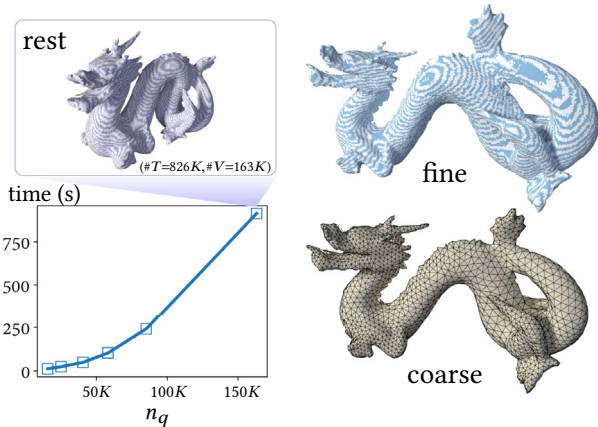 rest
(#T=826K,#V=163K)
fine
time (s)
750
500
250
0
50K
100K
150K
n_q
coarse